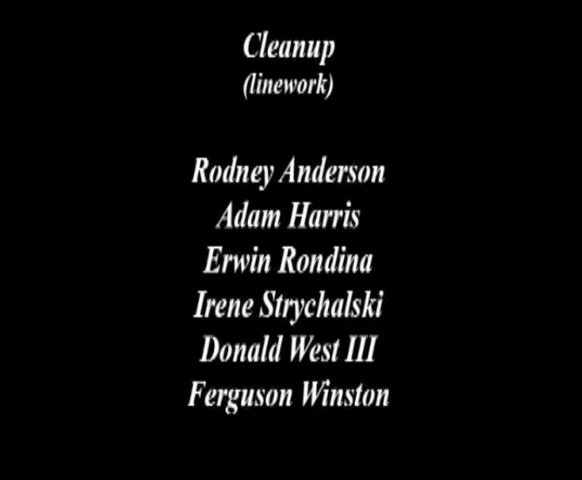 Cleanup
(linework)
Rodney Anderson
Adam Harris
Erwin Rondina
Irene Strychalski
Donald West III
Ferguson Winston